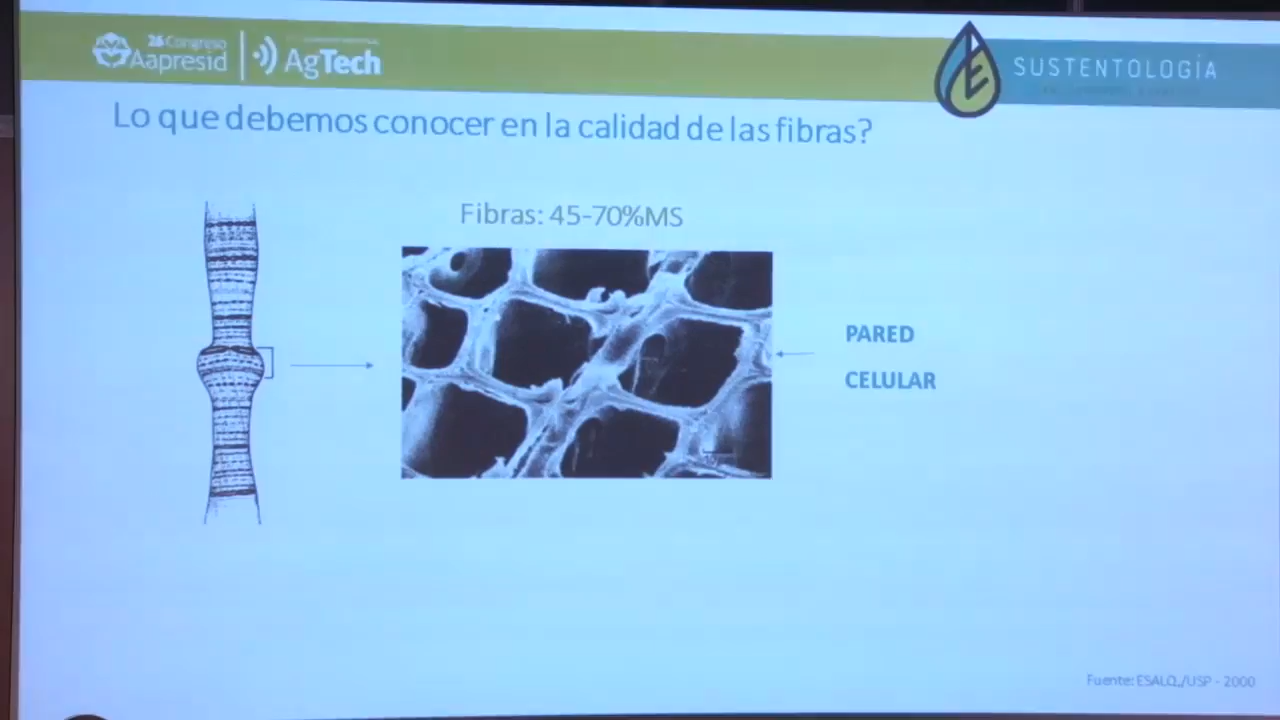 26 Congreso
Aapresid
AgTech
SUSTENTOLOGÍA
Lo que debemos conocer en la calidad de las fibras?
Fibras: 45-70%MS
PARED
CELULAR
Fuente: ESALQ,/USP - 2000